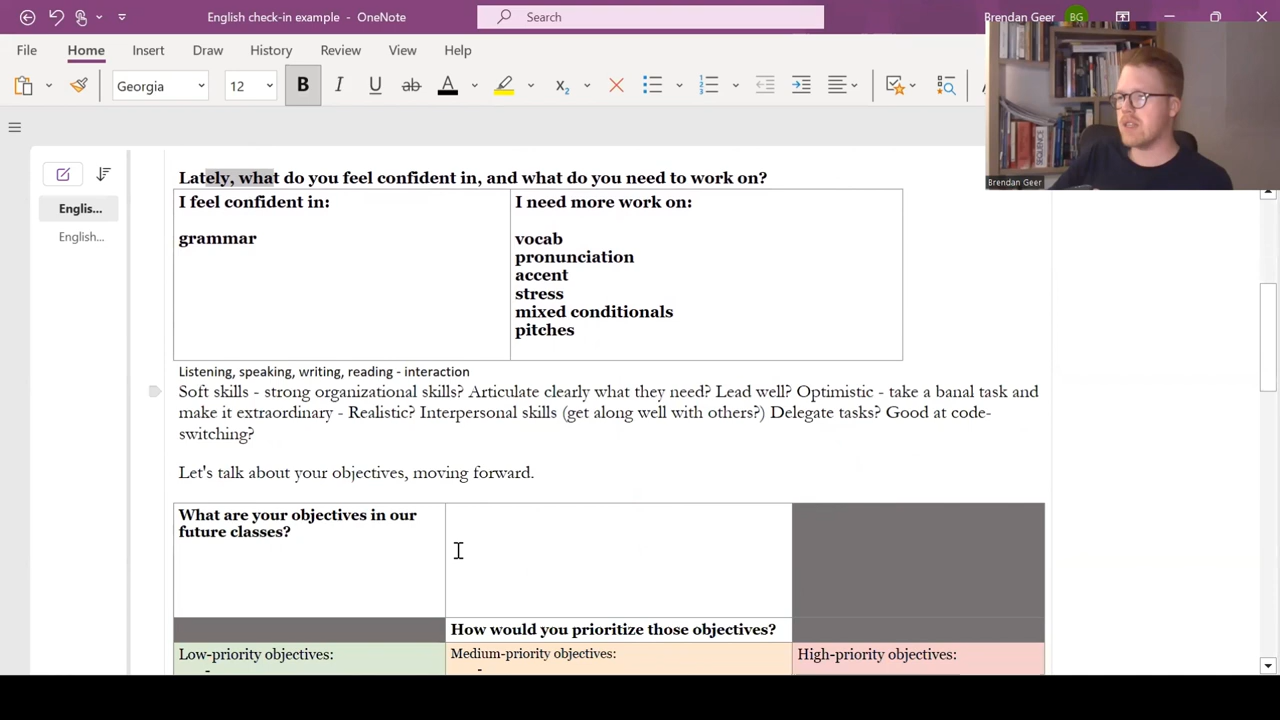 English check-in example - OneNote
Search
Brendan Geer
BG
File
Home
Insert
Draw
History
Review
View
Help
Georgia
12
B
I
U
ab
A
x₂
Lately, what do you feel confident in, and what do you need to work on?
I feel confident in:
grammar
I need more work on:
vocab
pronunciation
accent
stress
mixed conditionals
pitches
Listening, speaking, writing, reading - interaction
Soft skills - strong organizational skills? Articulate clearly what they need? Lead well? Optimistic - take a banal task and
make it extraordinary - Realistic? Interpersonal skills (get along well with others?) Delegate tasks? Good at code-
switching?
Let's talk about your objectives, moving forward.
What are your objectives in our
future classes?
How would you prioritize those objectives?
Low-priority objectives:
-
Medium-priority objectives:
-
High-priority objectives:
Englis...
English...
SEQUENCE
Brendan Geer